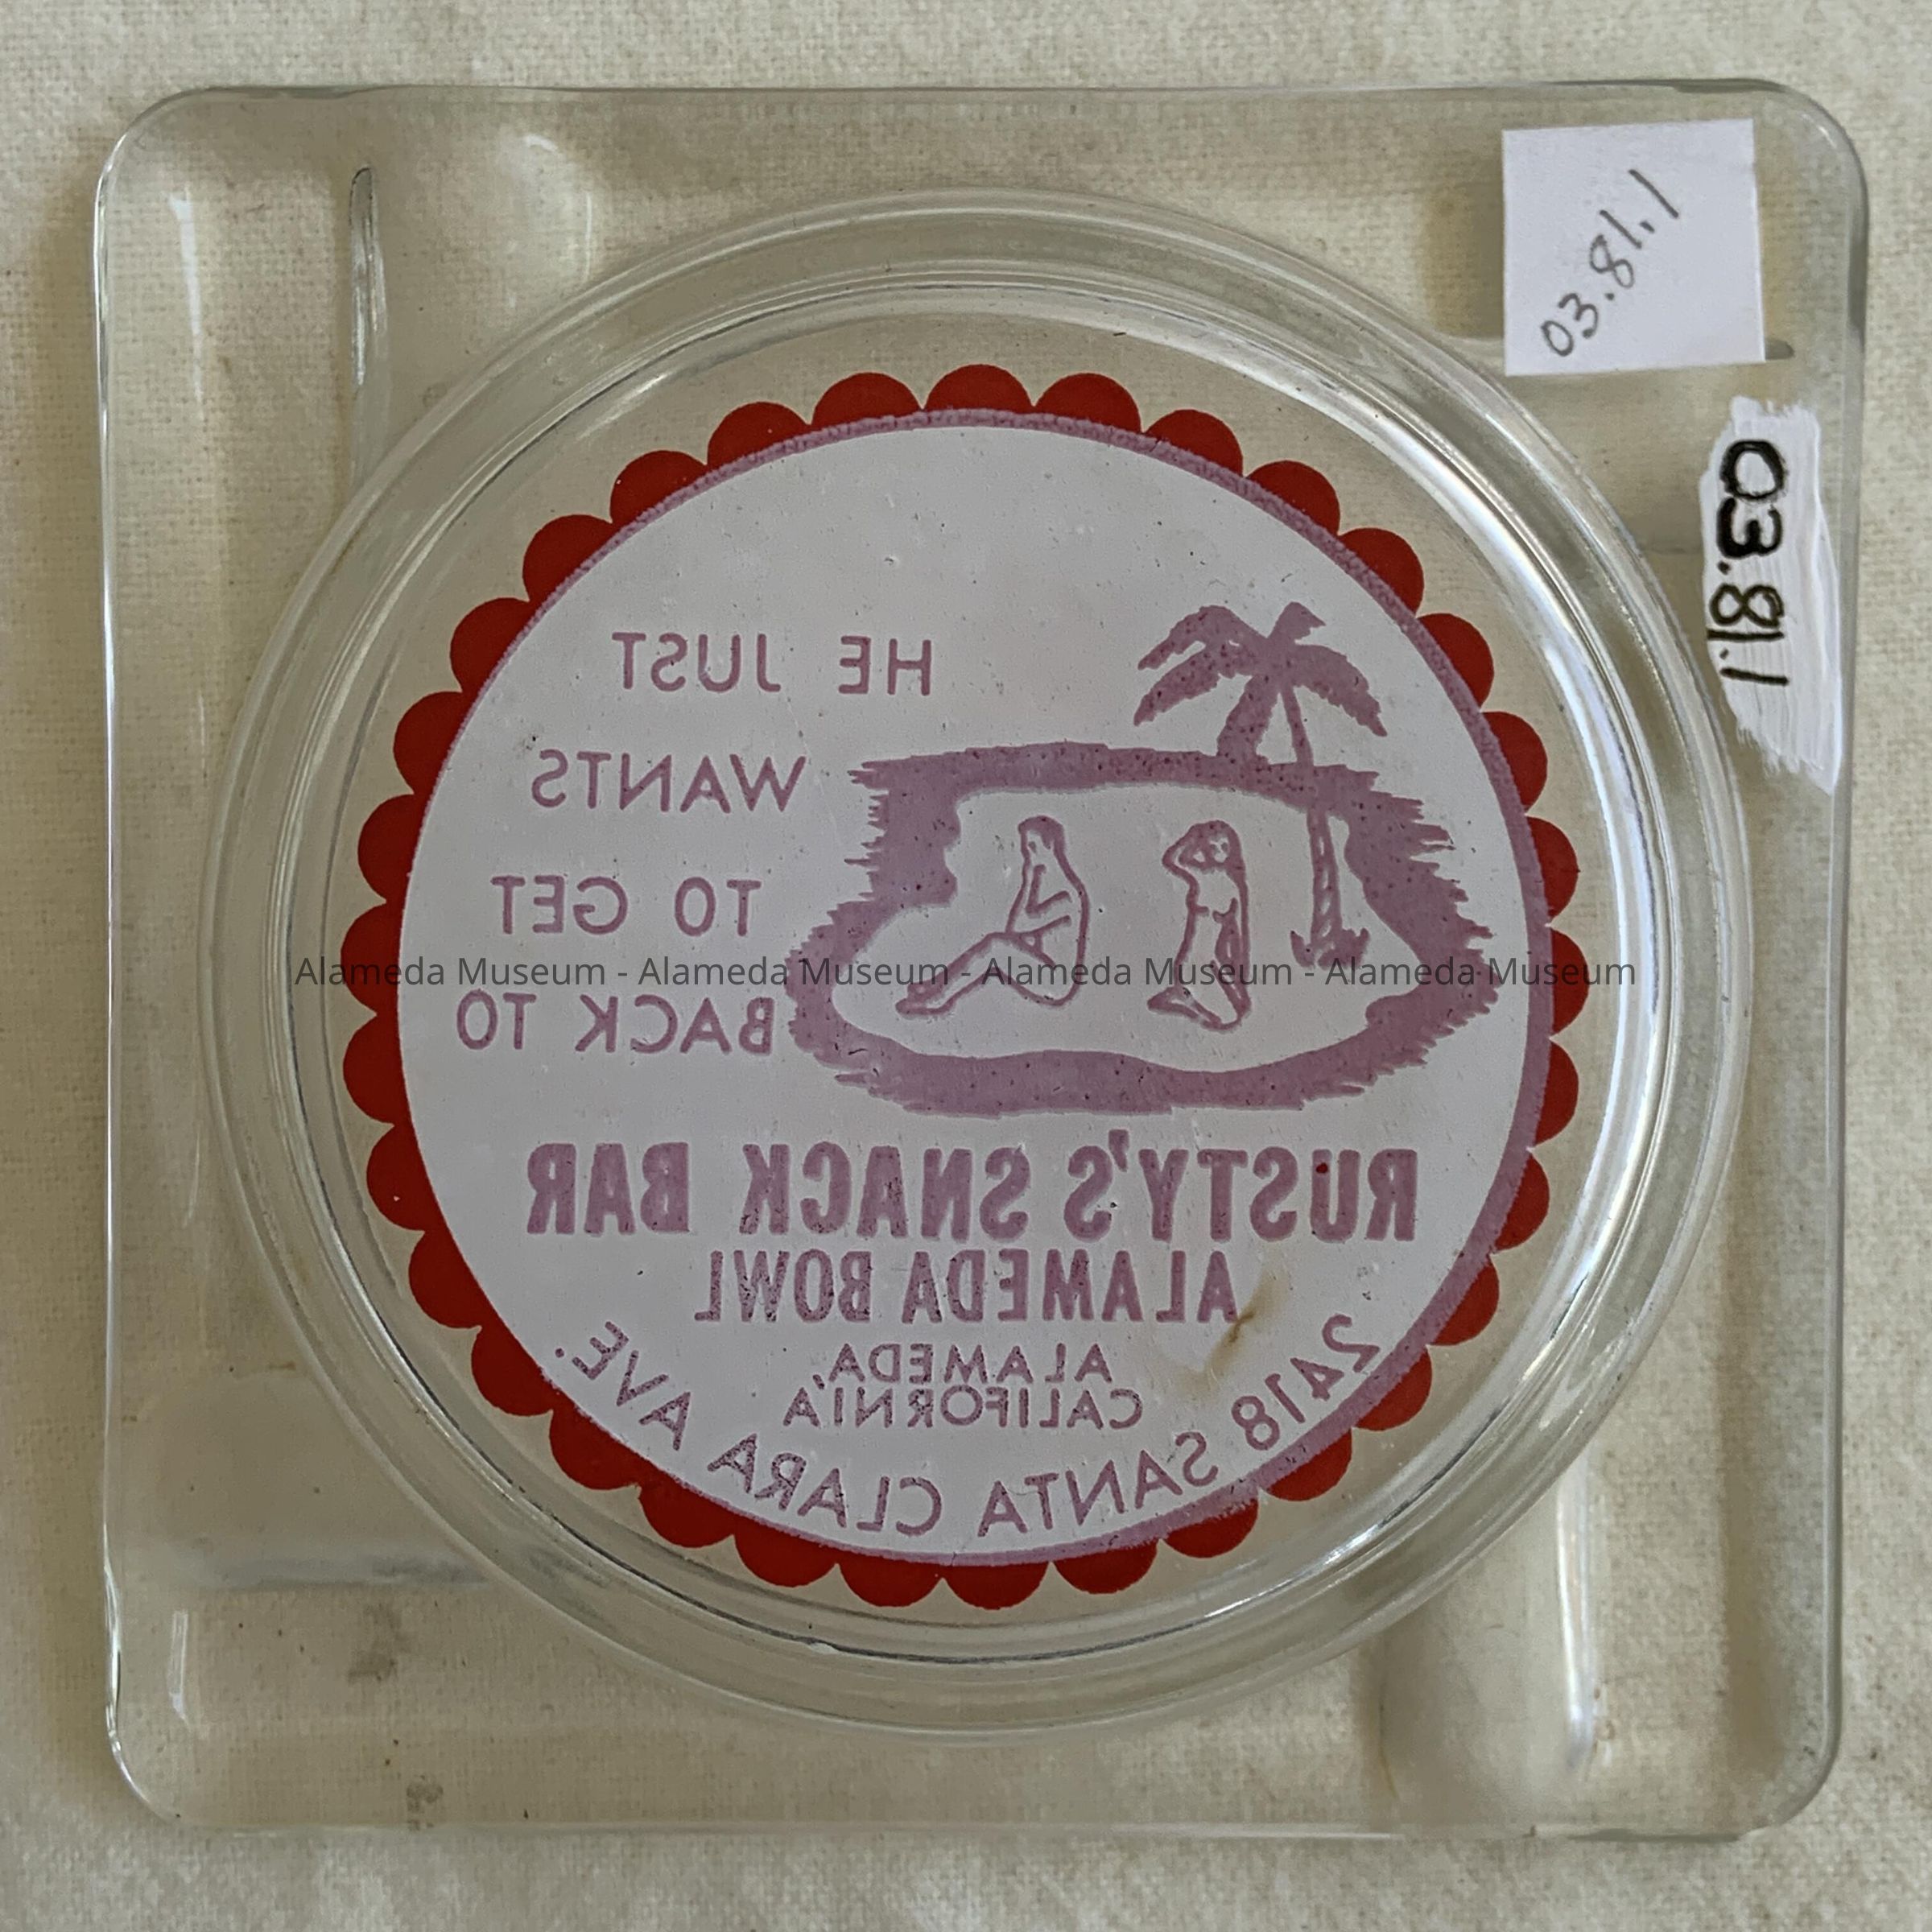 03.81.1
03.81.1
HE JUST
WANTS
TO GET
BACK TO
RUSTY'S SNACK BAR
ALAMEDA BOWL
ALAMEDA,
CALIFORNIA
2418 SANTA CLARA AVE.
Alameda Museum - Alameda Museum - Alameda Museum - Alameda Museum